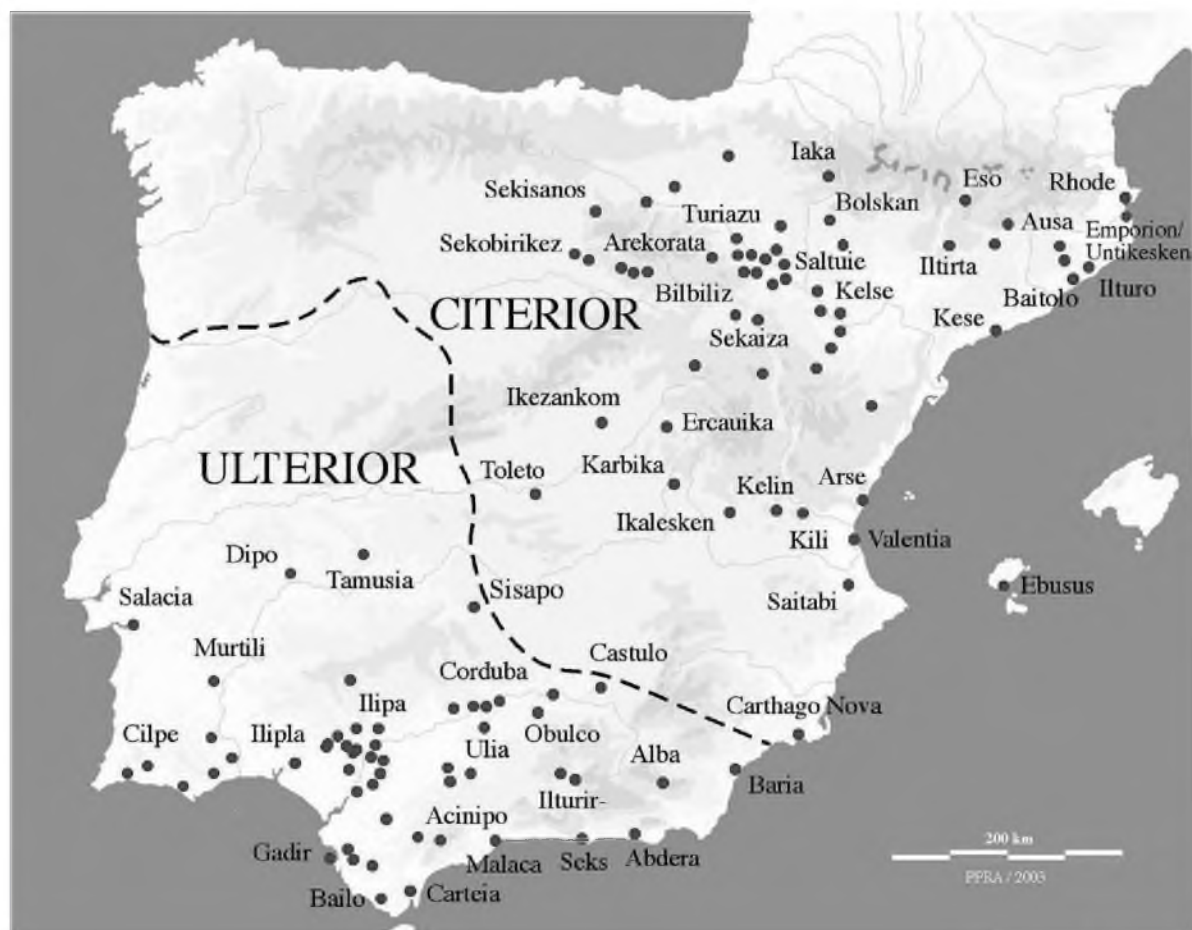 Iaka
Sekisanos
Eso
Rhode
Turiazu
Bolskan
Ausa
Emporion/
Untikesken
Sekobirikez
Arekorata
Saltuie
Iltirta
Bilbiliz
Kelse
Baitolo
Ilturo
CITERIOR
Sekaiza
Kese
Ikezankom
Ercauika
ULTERIOR
Toleto
Karbika
Kelin
Arse
Ikalesken
Kili
Valentia
Dipo
Tamusia
Salacia
Sisapo
Saitabi
Ebusus
Murtili
Corduba
Castulo
Ilipa
Carthago Nova
Cilpe
Ilipla
Ulia
Obulco
Alba
Baria
Ilturir-
Acinipo
Gadir
Malaca
Seks
Abdera
Bailo
Carteia
200 km
PPRA / 2003